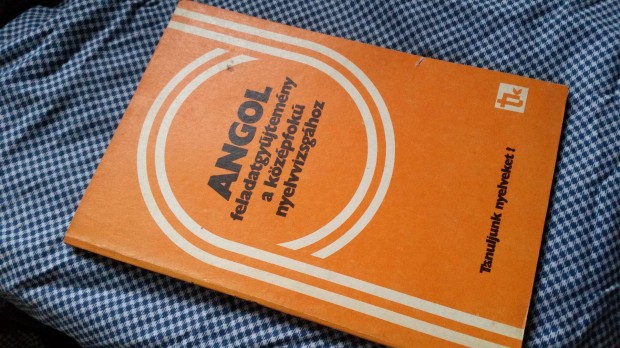 ANGOL
feladatgyűjtemény
a középfokú
nyelvvizsgához
tk
Tanuljunk nyelveket!